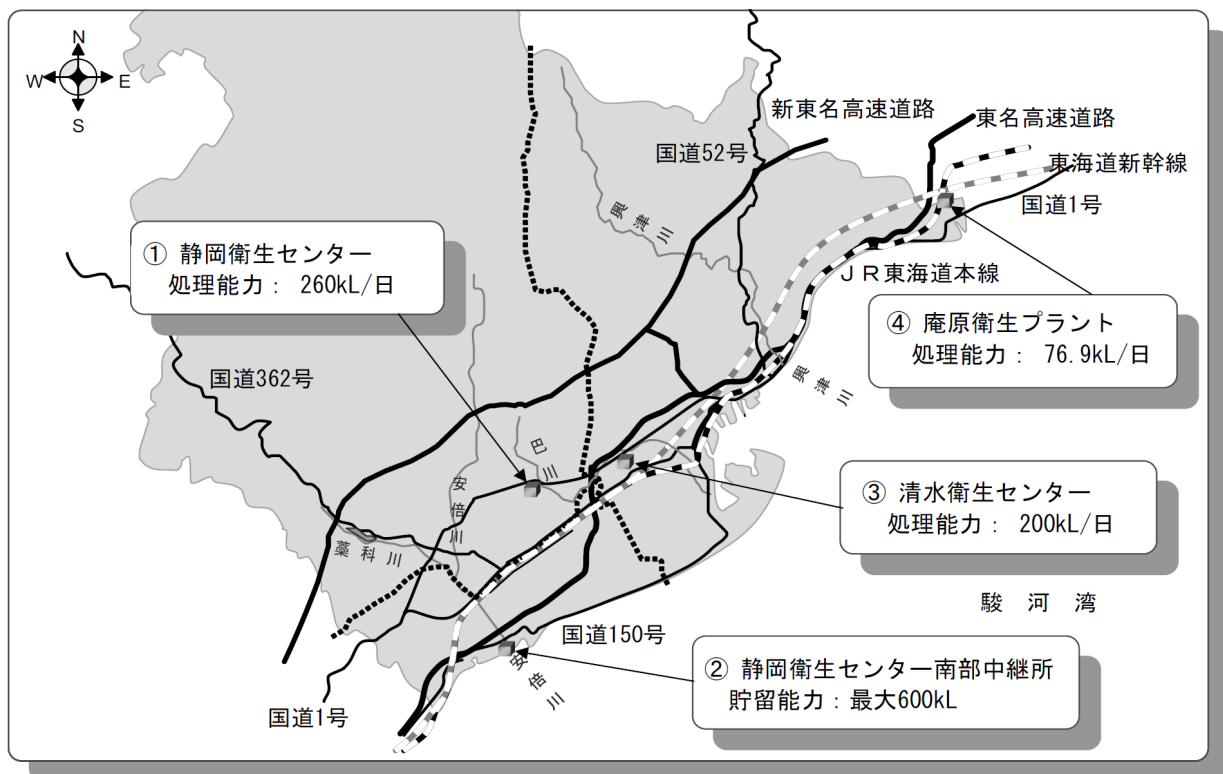 N
W
E
S
新東名高速道路
東名高速道路
国道52号
東海道新幹線
国道1号
興津川
① 静岡衛生センター
処理能力： 260kL/日
JR東海道本線
④ 庵原衛生プラント
処理能力： 76.9kL/日
国道362号
興津川
巴川
安倍川
③ 清水衛生センター
処理能力： 200kL/日
藁科川
駿河湾
国道150号
② 静岡衛生センター南部中継所
貯留能力：最大600kL
安倍川
国道1号